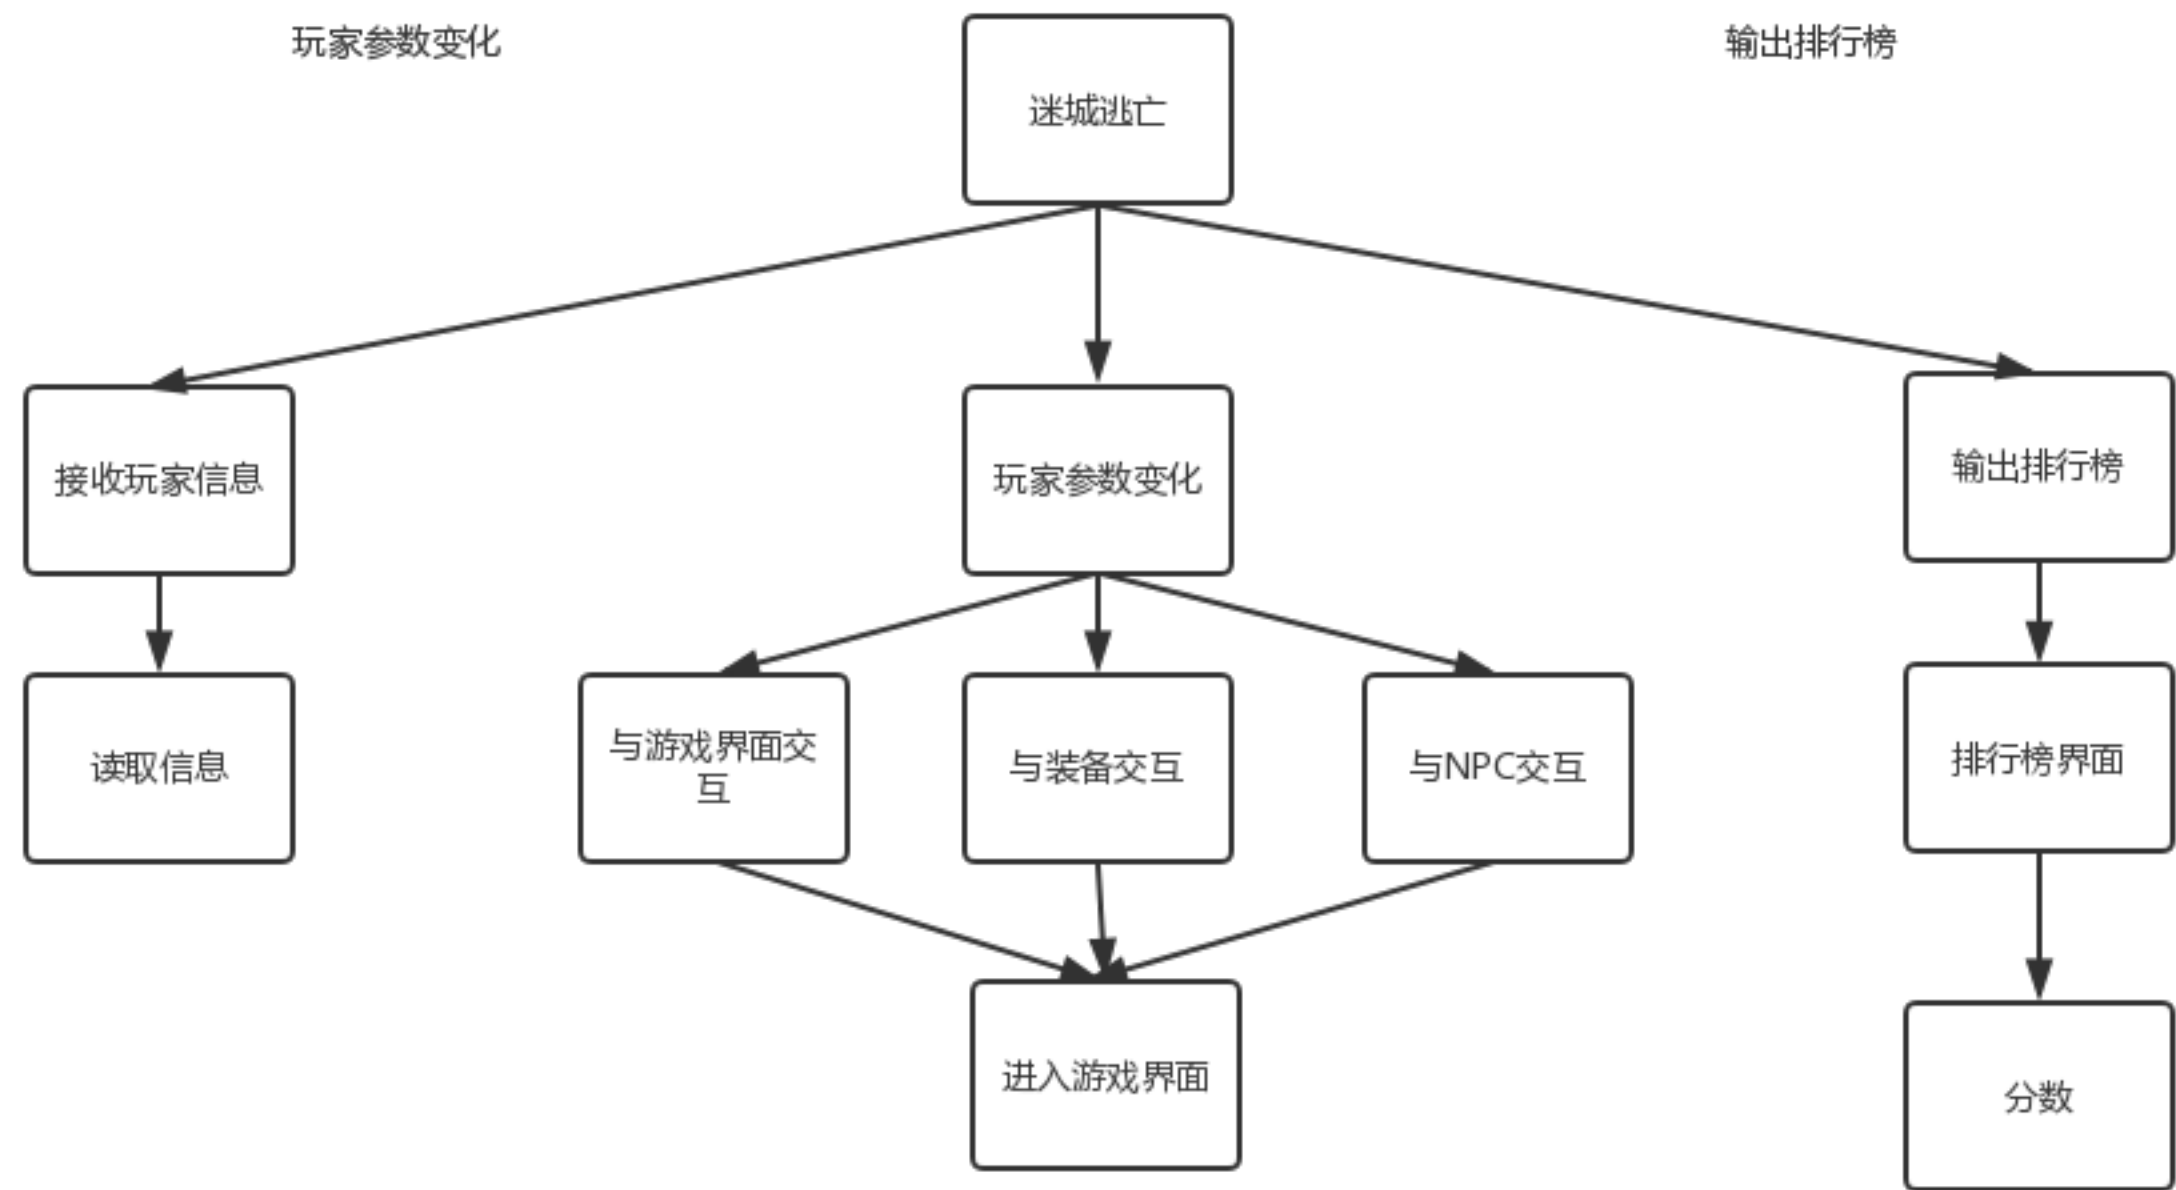 玩家参数变化
输出排行榜
迷城逃亡
接收玩家信息
玩家参数变化
输出排行榜
读取信息
与游戏界面交
互
与装备交互
与NPC交互
排行榜界面
进入游戏界面
分数